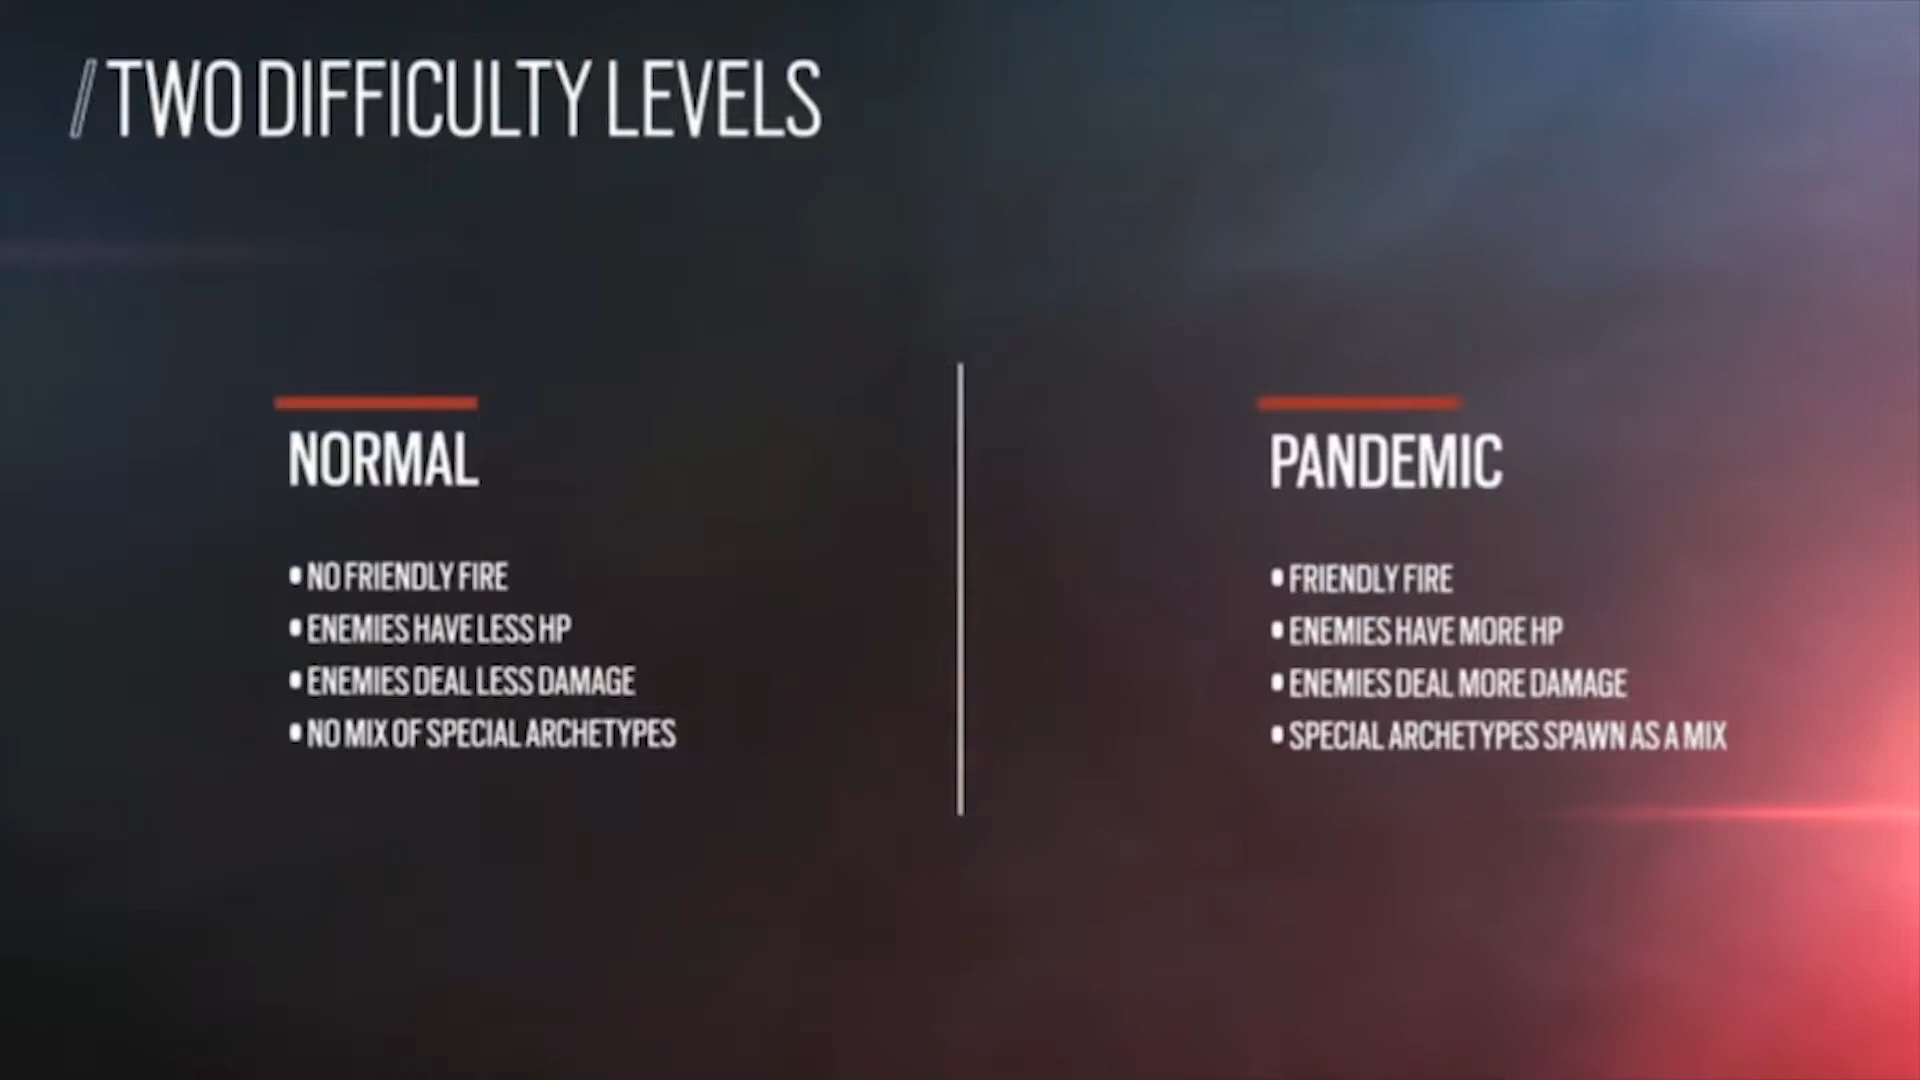 /TWO DIFFICULTY LEVELS
NORMAL
• NO FRIENDLY FIRE
• ENEMIES HAVE LESS HP
• ENEMIES DEAL LESS DAMAGE
• NO MIX OF SPECIAL ARCHETYPES
PANDEMIC
• FRIENDLY FIRE
• ENEMIES HAVE MORE HP
• ENEMIES DEAL MORE DAMAGE
• SPECIAL ARCHETYPES SPAWN AS A MIX